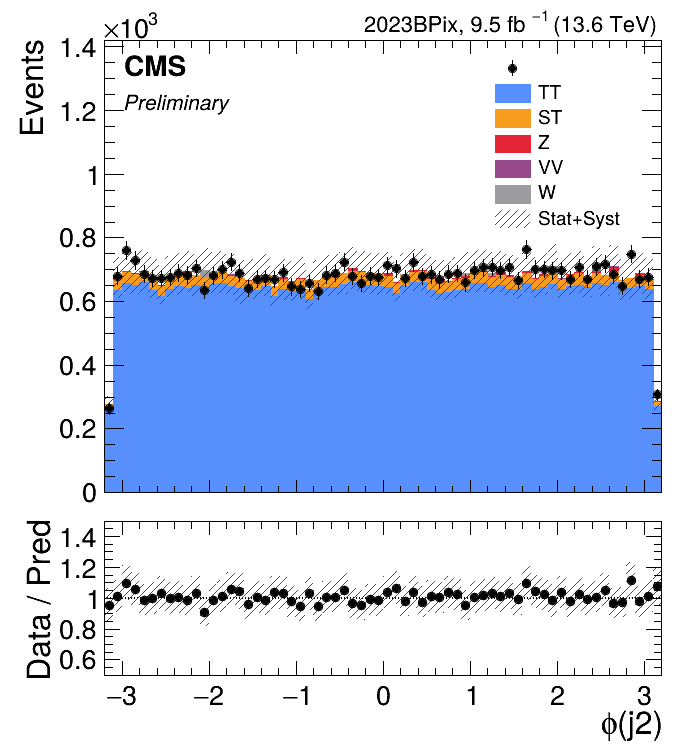 ×10³
2023BPix, 9.5 fb ⁻¹ (13.6 TeV)
Events
1.4
1.2
1
0.8
0.6
0.4
0.2
0
CMS
Preliminary
TT
ST
Z
VV
W
Stat+Syst
Data / Pred
1.4
1.2
1
0.8
0.6
−3 −2 −1 0 1 2 3
ϕ(j2)